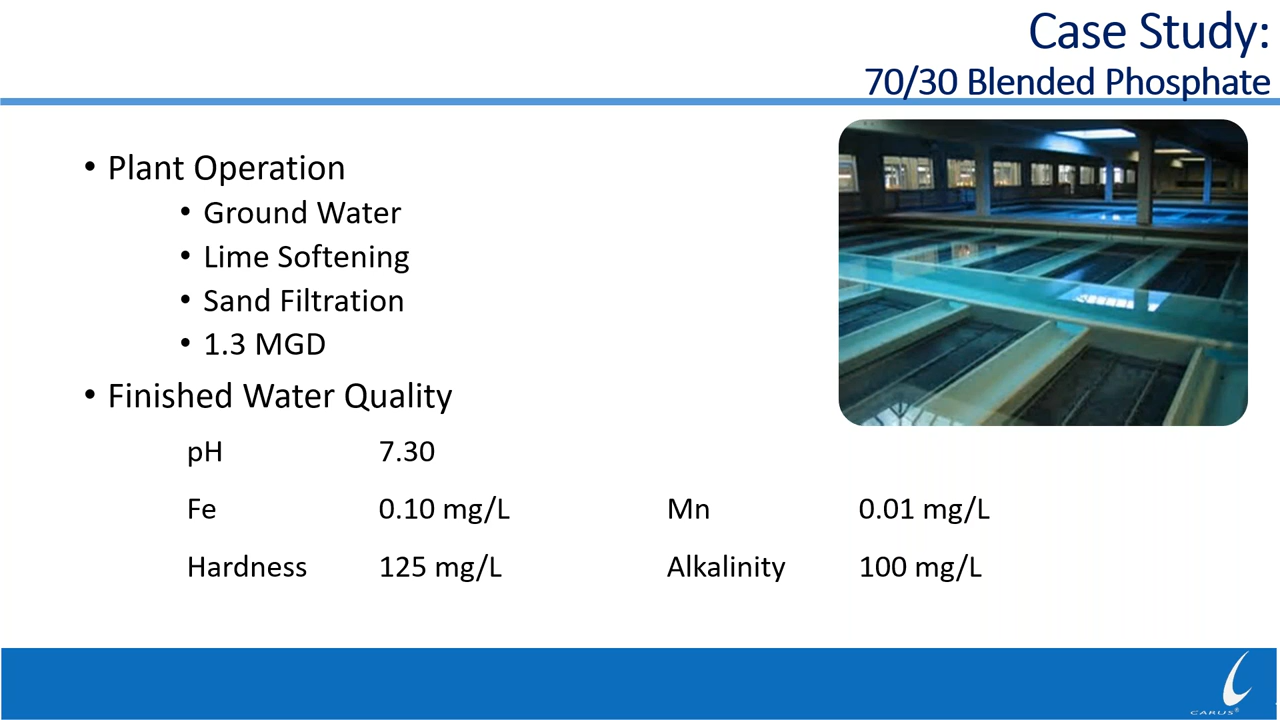 Case Study:
70/30 Blended Phosphate
• Plant Operation
• Ground Water
• Lime Softening
• Sand Filtration
• 1.3 MGD
• Finished Water Quality
pH 7.30
Fe 0.10 mg/L Mn 0.01 mg/L
Hardness 125 mg/L Alkalinity 100 mg/L
CARUS®